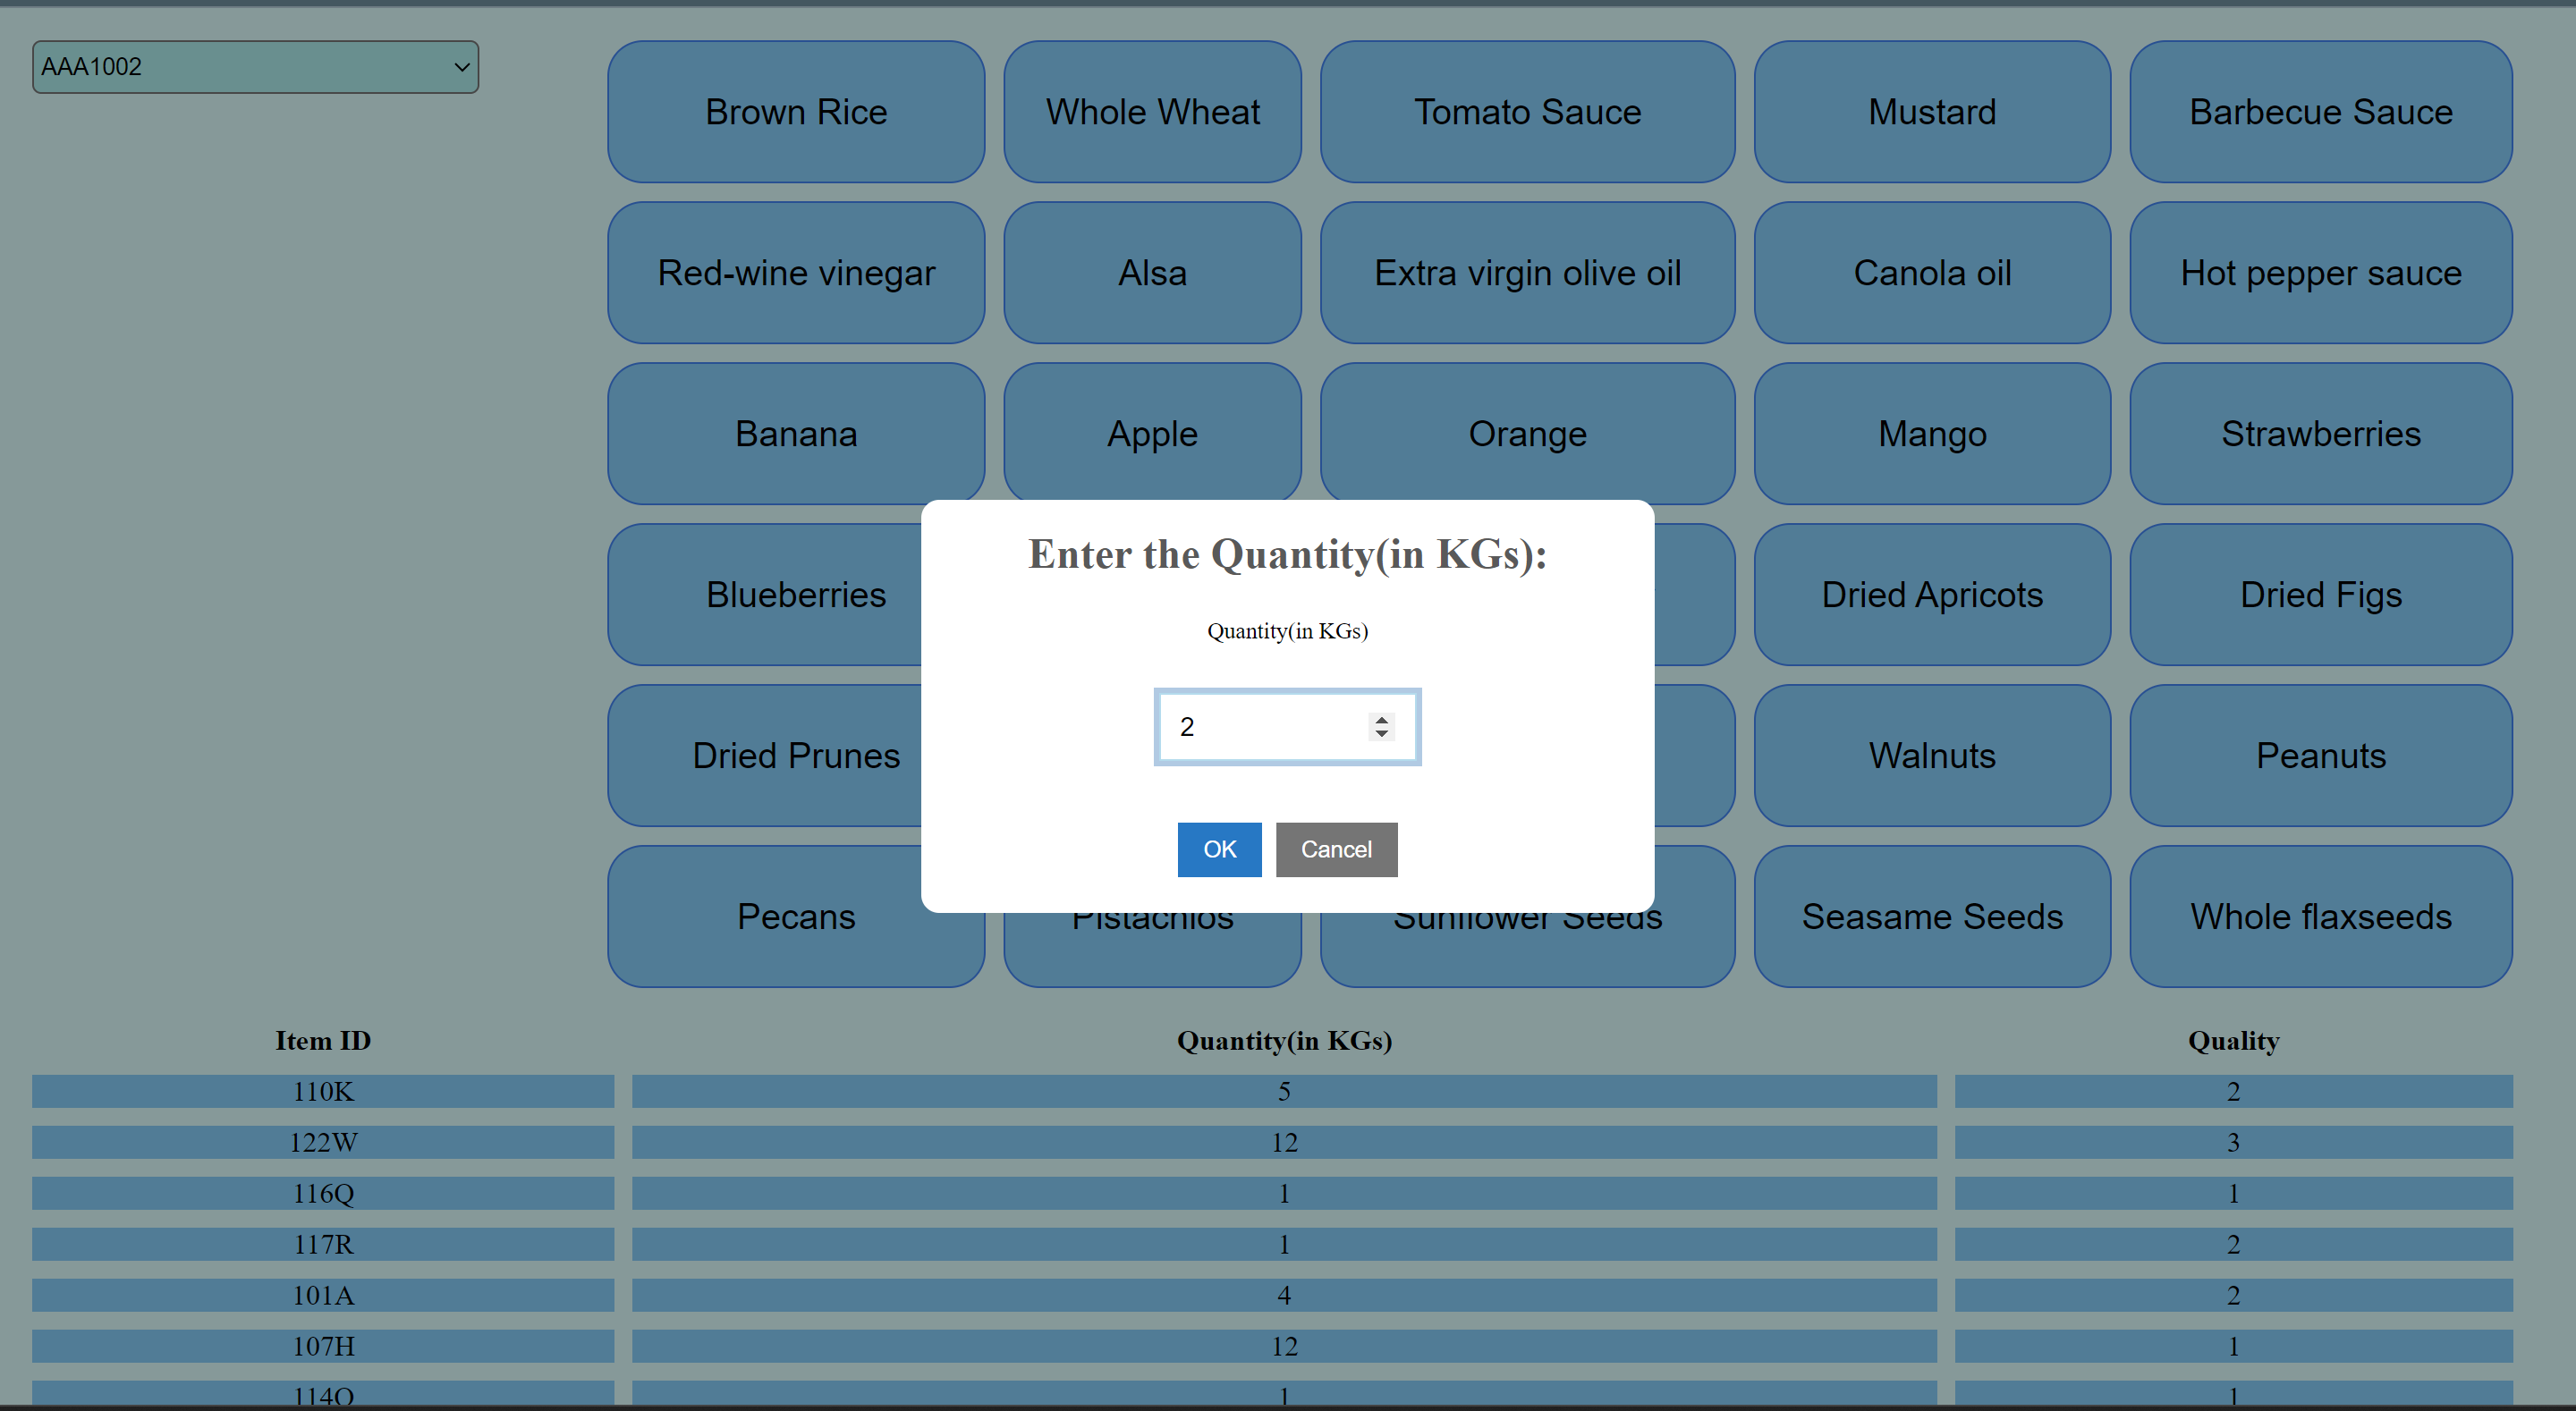 AAA1002
Brown Rice Whole Wheat Tomato Sauce Mustard Barbecue Sauce
Red-wine vinegar Alsa Extra virgin olive oil Canola oil Hot pepper sauce
Banana Apple Orange Mango Strawberries
Blueberries Dried Apricots Dried Figs
Dried Prunes Walnuts Peanuts
Pecans Pistachios Sunflower Seeds Seasame Seeds Whole flaxseeds
Enter the Quantity(in KGs):
Quantity(in KGs)
2
OK Cancel
Item ID Quantity(in KGs) Quality
110K 5 2
122W 12 3
116Q 1 1
117R 1 2
101A 4 2
107H 12 1
114O 1 1